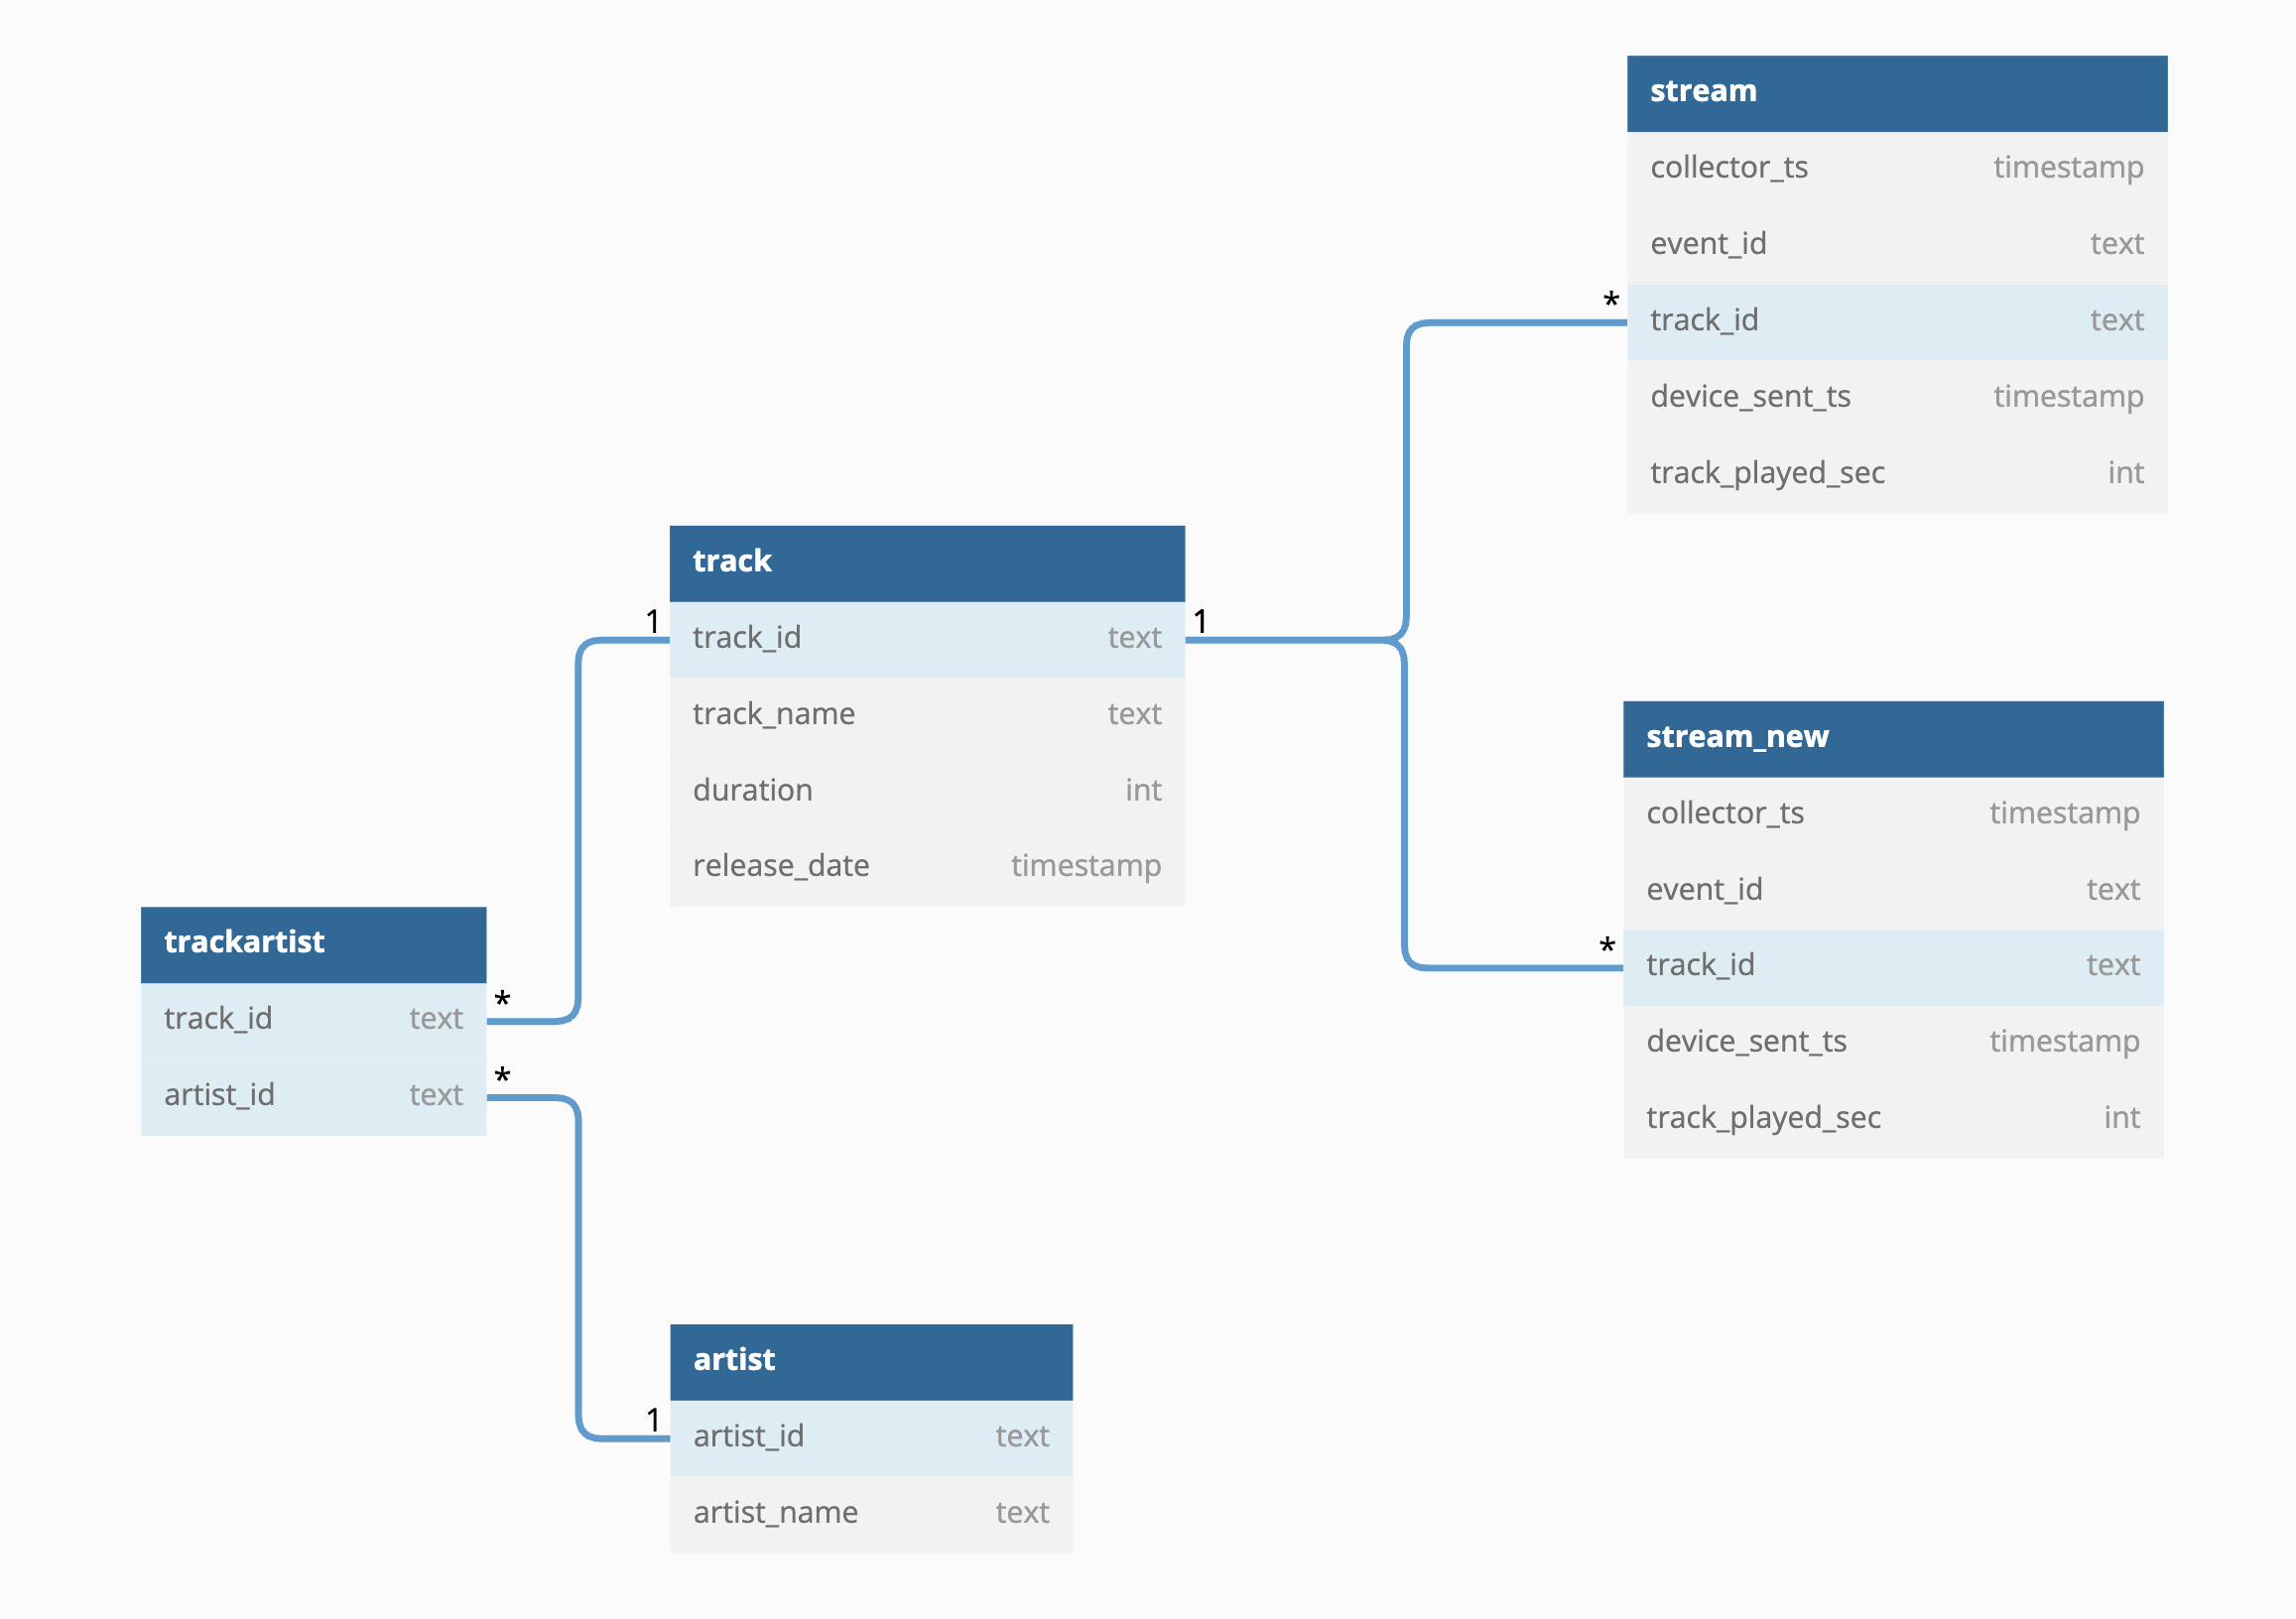 stream
collector_ts timestamp
event_id text
*
track_id text
device_sent_ts timestamp
track_played_sec int
track
1 1
track_id text
track_name text
duration int
release_date timestamp
stream_new
collector_ts timestamp
event_id text
*
track_id text
device_sent_ts timestamp
track_played_sec int
trackartist
*
track_id text
*
artist_id text
artist
1
artist_id text
artist_name text